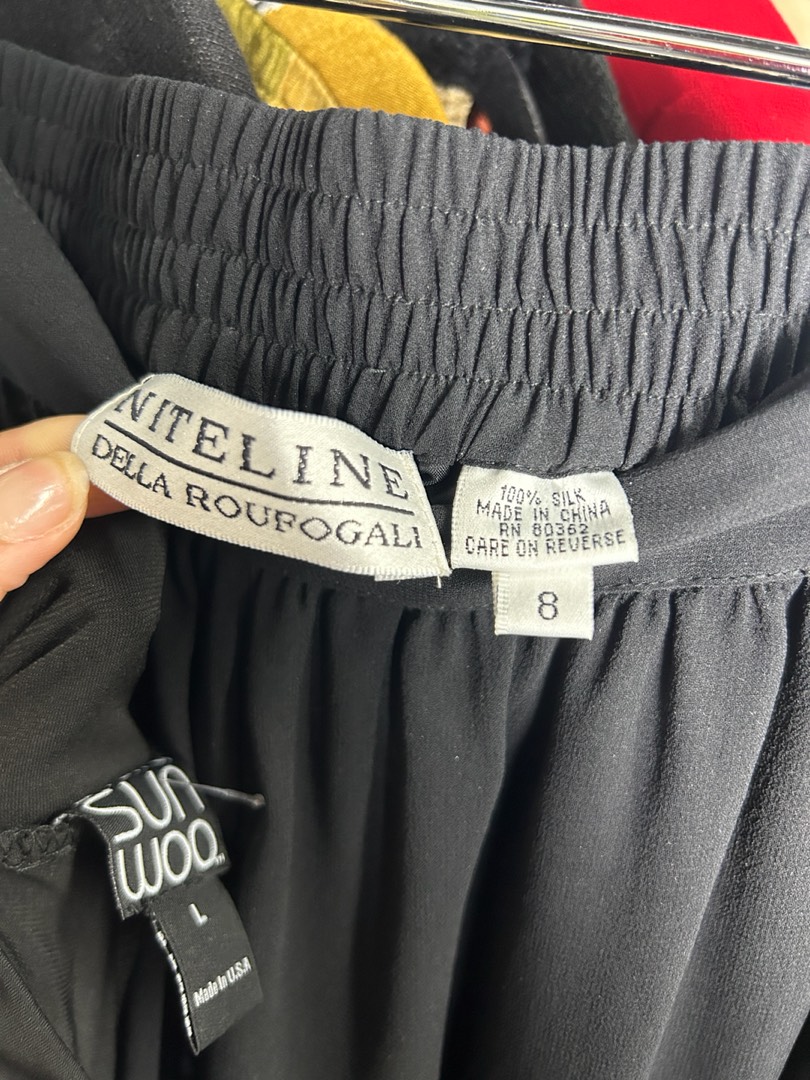 NITELINE
DELLA ROUFOGALI
100% SILK
MADE IN CHINA
RN 80362
CARE ON REVERSE
8
SUN
WOO
L
Made In U.S.A